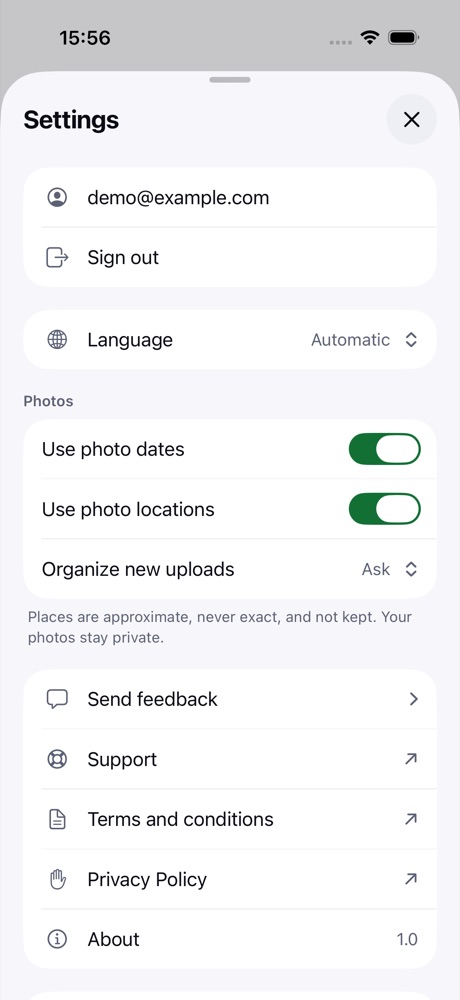 15:56
Settings
demo@example.com
Sign out
Language
Automatic
Photos
Use photo dates
Use photo locations
Organize new uploads
Ask
Places are approximate, never exact, and not kept. Your
photos stay private.
Send feedback
Support
Terms and conditions
Privacy Policy
About
1.0